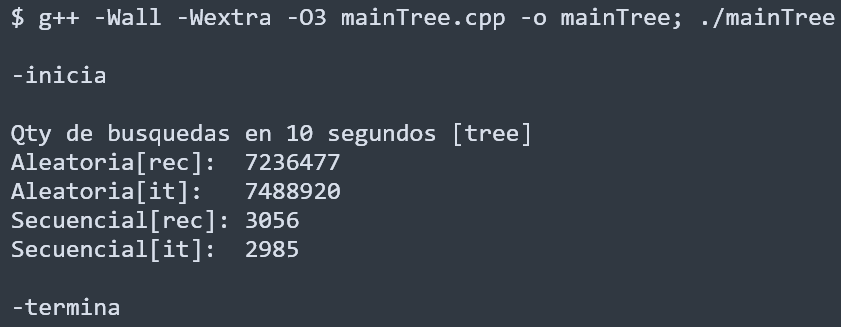 $ g++ -Wall -Wextra -O3 mainTree.cpp -o mainTree; ./mainTree
-inicia
Qty de busquedas en 10 segundos [tree]
Aleatoria[rec]:  7236477
Aleatoria[it]:   7488920
Secuencial[rec]: 3056
Secuencial[it]:  2985
-termina